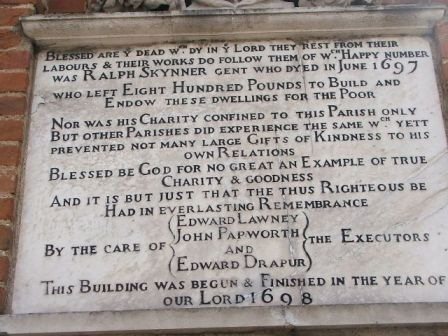 BLESSED ARE Y DEAD WCH DY IN Y LORD THEY REST FROM THEIR
LABOURS & THEIR WORKS DO FOLLOW THEM OF WCH HAPPY NUMBER
WAS RALPH SKYNNER GENT WHO DYED IN JUNE 1697
WHO LEFT EIGHT HUNDRED POUNDS TO BUILD AND
ENDOW THESE DWELLINGS FOR THE POOR
NOR WAS HIS CHARITY CONFINED TO THIS PARISH ONLY
BUT OTHER PARISHES DID EXPERIENCE THE SAME WCH YETT
PREVENTED NOT MANY LARGE GIFTS OF KINDNESS TO HIS
OWN RELATIONS
BLESSED BE GOD FOR NO GREAT AN EXAMPLE OF TRUE
CHARITY & GOODNESS
AND IT IS BUT JUST THAT THE THUS RIGHTEOUS BE
HAD IN EVERLASTING REMEMBRANCE
BY THE CARE OF
EDWARD LAWNEY
JOHN PAPWORTH
AND
EDWARD DRAPUR
THE EXECUTORS
THIS BUILDING WAS BEGUN & FINISHED IN THE YEAR OF
OUR LORD 1698